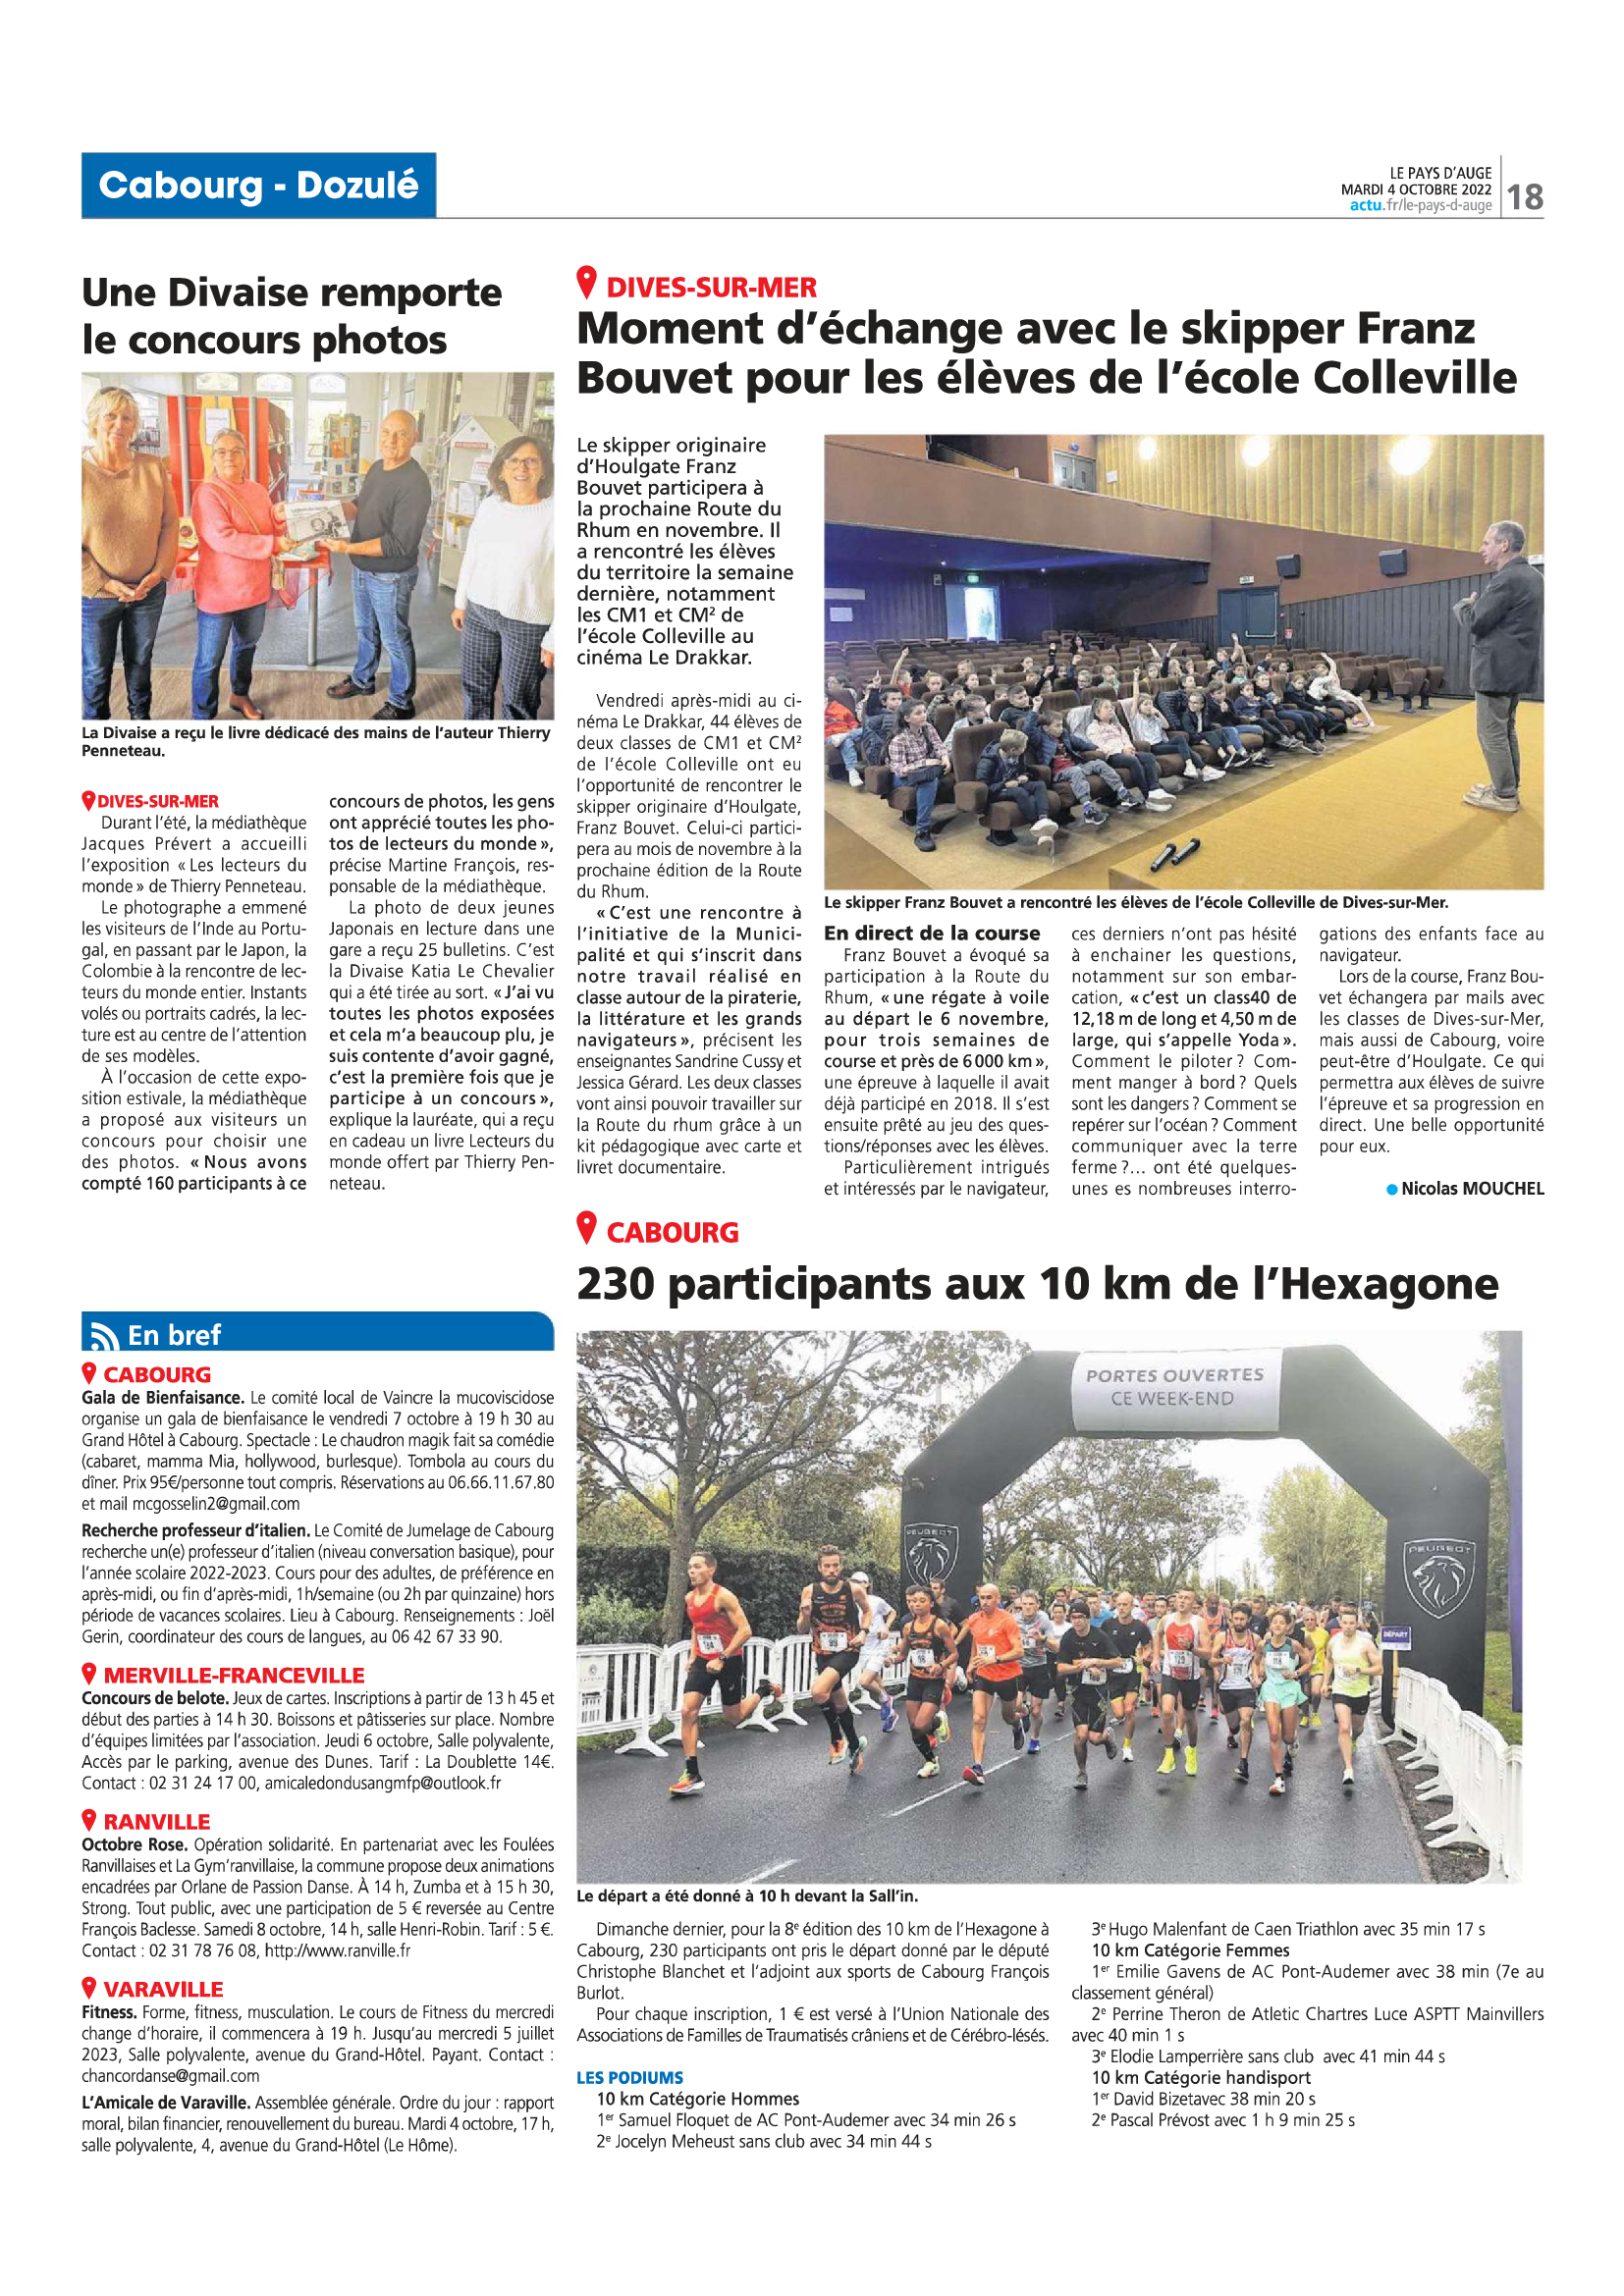 Cabourg - Dozulé
LE PAYS D'AUGE
MARDI 4 OCTOBRE 2022
actu.fr/le-pays-d-auge
18
Une Divaise remporte
le concours photos
La Divaise a reçu le livre dédicacé des mains de l'auteur Thierry
Penneteau.
DIVES-SUR-MER
Durant l'été, la médiathèque
Jacques Prévert a accueilli
l'exposition « Les lecteurs du
monde » de Thierry Penneteau.
Le photographe a emmené
les visiteurs de l'Inde au Portu-
gal, en passant par le Japon, la
Colombie à la rencontre de lec-
teurs du monde entier. Instants
volés ou portraits cadrés, la lec-
ture est au centre de l'attention
de ses modèles.
À l'occasion de cette expo-
sition estivale, la médiathèque
a proposé aux visiteurs un
concours pour choisir une
des photos. « Nous avons
compté 160 participants à ce
concours de photos, les gens
ont apprécié toutes les pho-
tos de lecteurs du monde »,
précise Martine François, res-
ponsable de la médiathèque.
La photo de deux jeunes
Japonais en lecture dans une
gare a reçu 25 bulletins. C'est
la Divaise Katia Le Chevalier
qui a été tirée au sort. « J'ai vu
toutes les photos exposées
et cela m'a beaucoup plu, je
suis contente d'avoir gagné,
c'est la première fois que je
participe à un concours »,
explique la lauréate, qui a reçu
en cadeau un livre Lecteurs du
monde offert par Thierry Pen-
neteau.
DIVES-SUR-MER
Moment d'échange avec le skipper Franz
Bouvet pour les élèves de l'école Colleville
Le skipper originaire
d'Houlgate Franz
Bouvet participera à
la prochaine Route du
Rhum en novembre. Il
a rencontré les élèves
du territoire la semaine
dernière, notamment
les CM1 et CM² de
l'école Colleville au
cinéma Le Drakkar.
Vendredi après-midi au ci-
néma Le Drakkar, 44 élèves de
deux classes de CM1 et CM²
de l'école Colleville ont eu
l'opportunité de rencontrer le
skipper originaire d'Houlgate,
Franz Bouvet. Celui-ci partici-
pera au mois de novembre à la
prochaine édition de la Route
du Rhum.
« C'est une rencontre à
l'initiative de la Munici-
palité et qui s'inscrit dans
notre travail réalisé en
classe autour de la piraterie,
la littérature et les grands
navigateurs », précisent les
enseignantes Sandrine Cussy et
Jessica Gérard. Les deux classes
vont ainsi pouvoir travailler sur
la Route du rhum grâce à un
kit pédagogique avec carte et
livret documentaire.
Le skipper Franz Bouvet a rencontré les élèves de l'école Colleville de Dives-sur-Mer.
En direct de la course
Franz Bouvet a évoqué sa
participation à la Route du
Rhum, « une régate à voile
au départ le 6 novembre,
pour trois semaines de
course et près de 6 000 km »,
une épreuve à laquelle il avait
déjà participé en 2018. Il s'est
ensuite prêté au jeu des ques-
tions/réponses avec les élèves.
Particulièrement intrigués
et intéressés par le navigateur,
ces derniers n'ont pas hésité
à enchainer les questions,
notamment sur son embar-
cation, « c'est un class40 de
12,18 m de long et 4,50 m de
large, qui s'appelle Yoda ».
Comment le piloter ? Com-
ment manger à bord ? Quels
sont les dangers ? Comment se
repérer sur l'océan ? Comment
communiquer avec la terre
ferme ?... ont été quelques-
unes es nombreuses interro-
gations des enfants face au
navigateur.
Lors de la course, Franz Bou-
vet échangera par mails avec
les classes de Dives-sur-Mer,
mais aussi de Cabourg, voire
peut-être d'Houlgate. Ce qui
permettra aux élèves de suivre
l'épreuve et sa progression en
direct. Une belle opportunité
pour eux.
● Nicolas MOUCHEL
CABOURG
230 participants aux 10 km de l'Hexagone
PORTES OUVERTES
CE WEEK-END
PEUGEOT
PEUGEOT
DÉPART
Le départ a été donné à 10 h devant la Sall'in.
Dimanche dernier, pour la 8e édition des 10 km de l'Hexagone à
Cabourg, 230 participants ont pris le départ donné par le député
Christophe Blanchet et l'adjoint aux sports de Cabourg François
Burlot.
Pour chaque inscription, 1 € est versé à l'Union Nationale des
Associations de Familles de Traumatisés crâniens et de Cérébro-lésés.
LES PODIUMS
10 km Catégorie Hommes
1er Samuel Floquet de AC Pont-Audemer avec 34 min 26 s
2e Jocelyn Meheust sans club avec 34 min 44 s
3e Hugo Malenfant de Caen Triathlon avec 35 min 17 s
10 km Catégorie Femmes
1er Emilie Gavens de AC Pont-Audemer avec 38 min (7e au
classement général)
2e Perrine Theron de Atletic Chartres Luce ASPTT Mainvillers
avec 40 min 1 s
3e Elodie Lamperrière sans club avec 41 min 44 s
10 km Catégorie handisport
1er David Bizetavec 38 min 20 s
2e Pascal Prévost avec 1 h 9 min 25 s
En bref
CABOURG
Gala de Bienfaisance. Le comité local de Vaincre la mucoviscidose
organise un gala de bienfaisance le vendredi 7 octobre à 19 h 30 au
Grand Hôtel à Cabourg. Spectacle : Le chaudron magik fait sa comédie
(cabaret, mamma Mia, hollywood, burlesque). Tombola au cours du
dîner. Prix 95€/personne tout compris. Réservations au 06.66.11.67.80
et mail mcgosselin2@gmail.com
Recherche professeur d'italien. Le Comité de Jumelage de Cabourg
recherche un(e) professeur d'italien (niveau conversation basique), pour
l'année scolaire 2022-2023. Cours pour des adultes, de préférence en
après-midi, ou fin d'après-midi, 1h/semaine (ou 2h par quinzaine) hors
période de vacances scolaires. Lieu à Cabourg. Renseignements : Joël
Gerin, coordinateur des cours de langues, au 06 42 67 33 90.
MERVILLE-FRANCEVILLE
Concours de belote. Jeux de cartes. Inscriptions à partir de 13 h 45 et
début des parties à 14 h 30. Boissons et pâtisseries sur place. Nombre
d'équipes limitées par l'association. Jeudi 6 octobre, Salle polyvalente,
Accès par le parking, avenue des Dunes. Tarif : La Doublette 14€.
Contact : 02 31 24 17 00, amicaledondusangmfp@outlook.fr
RANVILLE
Octobre Rose. Opération solidarité. En partenariat avec les Foulées
Ranvillaises et La Gym'ranvillaise, la commune propose deux animations
encadrées par Orlane de Passion Danse. À 14 h, Zumba et à 15 h 30,
Strong. Tout public, avec une participation de 5 € reversée au Centre
François Baclesse. Samedi 8 octobre, 14 h, salle Henri-Robin. Tarif : 5 €.
Contact : 02 31 78 76 08, http://www.ranville.fr
VARAVILLE
Fitness. Forme, fitness, musculation. Le cours de Fitness du mercredi
change d'horaire, il commencera à 19 h. Jusqu'au mercredi 5 juillet
2023, Salle polyvalente, avenue du Grand-Hôtel. Payant. Contact :
chancordanse@gmail.com
L'Amicale de Varaville. Assemblée générale. Ordre du jour : rapport
moral, bilan financier, renouvellement du bureau. Mardi 4 octobre, 17 h,
salle polyvalente, 4, avenue du Grand-Hôtel (Le Hôme).